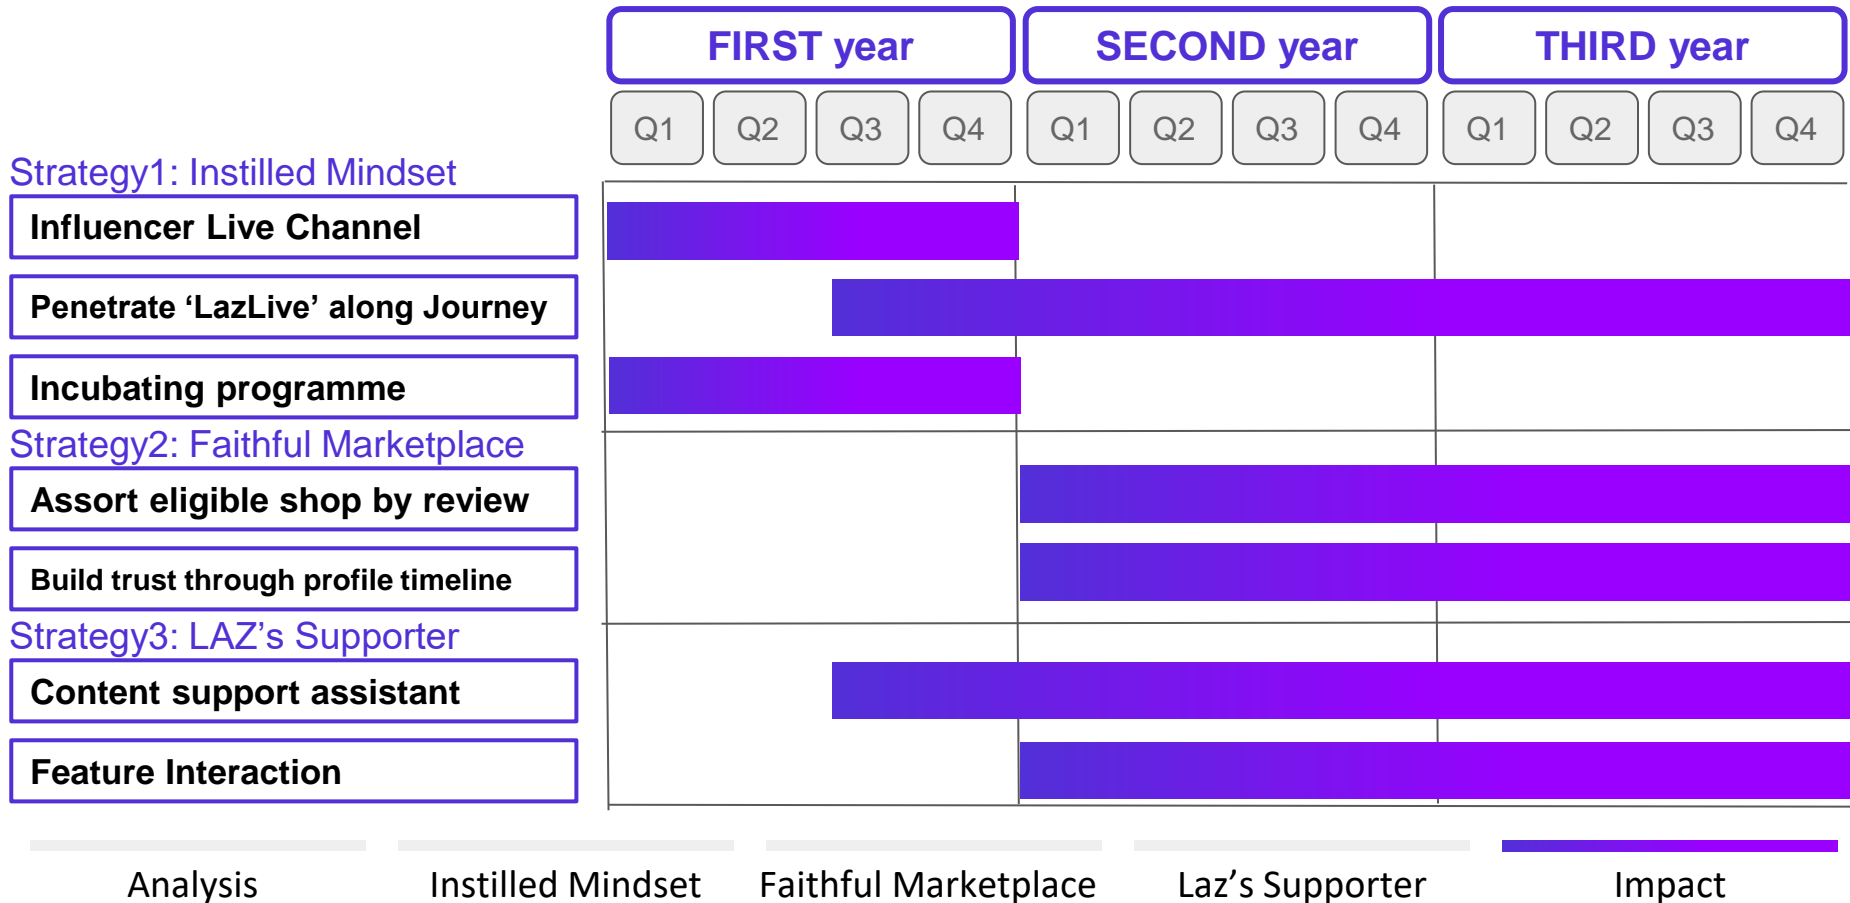 FIRST year SECOND year THIRD year
Q1 Q2 Q3 Q4 Q1 Q2 Q3 Q4 Q1 Q2 Q3 Q4
Strategy1: Instilled Mindset
Influencer Live Channel
Penetrate ‘LazLive’ along Journey
Incubating programme
Strategy2: Faithful Marketplace
Assort eligible shop by review
Build trust through profile timeline
Strategy3: LAZ’s Supporter
Content support assistant
Feature Interaction
Analysis Instilled Mindset Faithful Marketplace Laz’s Supporter Impact